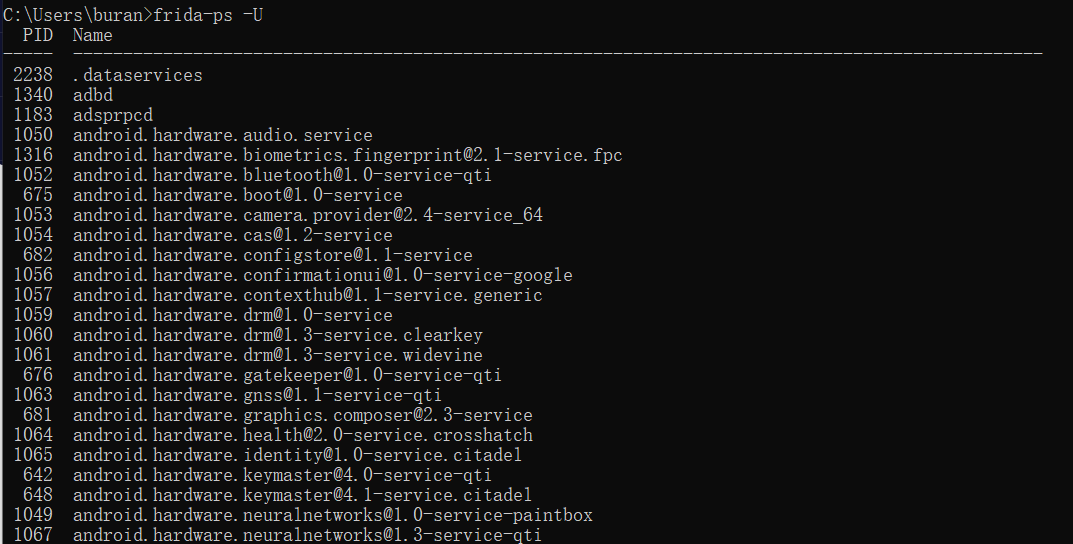 C:\Users\buran>frida-ps -U
PID  Name
----- -------------------------------------------------------------------------------------------------
2238  .dataservices
1340  adbd
1183  adsprpcd
1050  android.hardware.audio.service
1316  android.hardware.biometrics.fingerprint@2.1-service.fpc
1052  android.hardware.bluetooth@1.0-service-qti
675  android.hardware.boot@1.0-service
1053  android.hardware.camera.provider@2.4-service_64
1054  android.hardware.cas@1.2-service
682  android.hardware.configstore@1.1-service
1056  android.hardware.confirmationui@1.0-service-google
1057  android.hardware.contexthub@1.1-service.generic
1059  android.hardware.drm@1.0-service
1060  android.hardware.drm@1.3-service.clearkey
1061  android.hardware.drm@1.3-service.widevine
676  android.hardware.gatekeeper@1.0-service-qti
1063  android.hardware.gnss@1.1-service-qti
681  android.hardware.graphics.composer@2.3-service
1064  android.hardware.health@2.0-service.crosshatch
1065  android.hardware.identity@1.0-service.citadel
642  android.hardware.keymaster@4.0-service-qti
648  android.hardware.keymaster@4.1-service.citadel
1049  android.hardware.neuralnetworks@1.0-service-paintbox
1067  android.hardware.neuralnetworks@1.3-service-qti